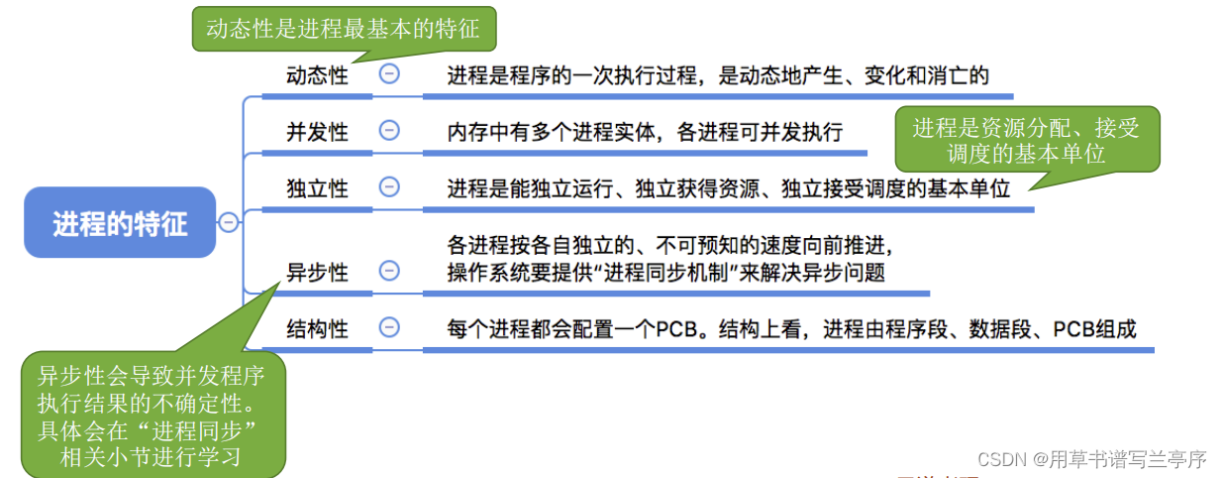 动态性是进程最基本的特征
动态性
进程是程序的一次执行过程，是动态地产生、变化和消亡的
并发性
内存中有多个进程实体，各进程可并发执行
进程是资源分配、接受
调度的基本单位
独立性
进程是能独立运行、独立获得资源、独立接受调度的基本单位
进程的特征
异步性
各进程按各自独立的、不可预知的速度向前推进，
操作系统要提供“进程同步机制”来解决异步问题
结构性
每个进程都会配置一个PCB。结构上看，进程由程序段、数据段、PCB组成
异步性会导致并发程序
执行结果的不确定性。
具体会在“进程同步”
相关小节进行学习
CSDN @用草书谱写兰亭序